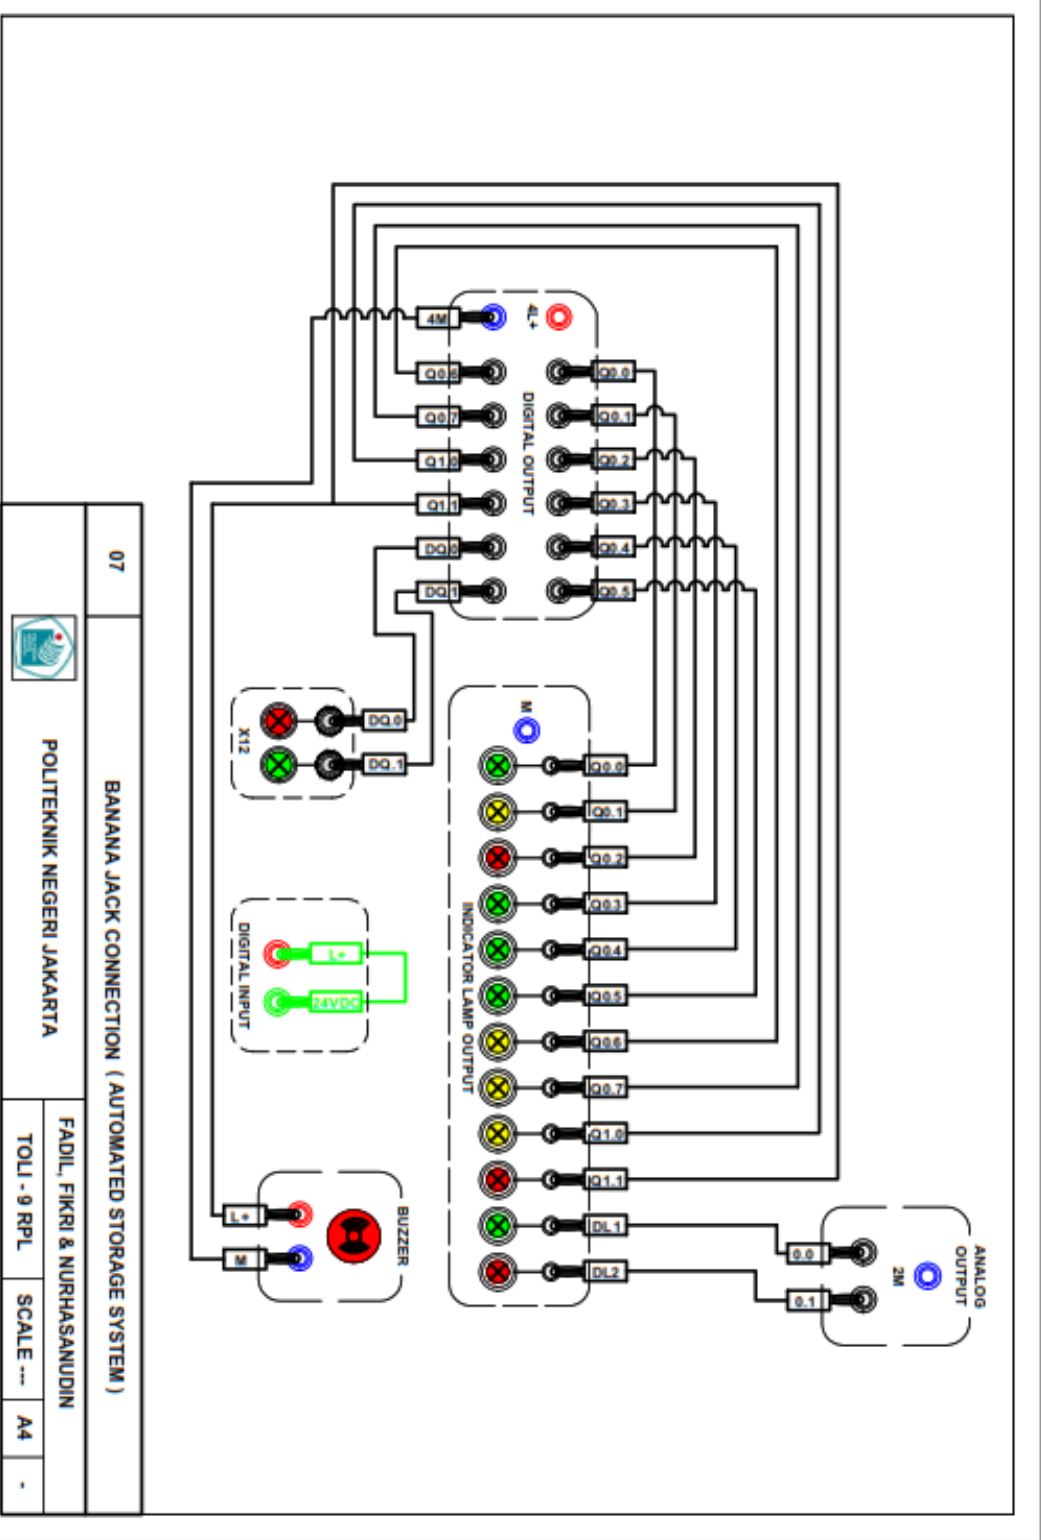 ANALOG
OUTPUT
2M
0.0
0.1
4L+
4M
DIGITAL OUTPUT
Q0.0
Q0.1
Q0.2
Q0.3
Q0.4
Q0.5
Q0.6
Q0.7
Q1.0
Q1.1
DQ.0
DQ.1
M
Q0.0
Q0.1
Q0.2
Q0.3
Q0.4
Q0.5
Q0.6
Q0.7
Q1.0
Q1.1
DL1
DL2
INDICATOR LAMP OUTPUT
DQ.0
DQ.1
X12
L+
24VDC
DIGITAL INPUT
BUZZER
L+
M
07
BANANA JACK CONNECTION ( AUTOMATED STORAGE SYSTEM )
POLITEKNIK NEGERI JAKARTA
FADIL, FIKRI & NURHASANUDIN
TOLI - 9 RPL
SCALE ---
A4
-